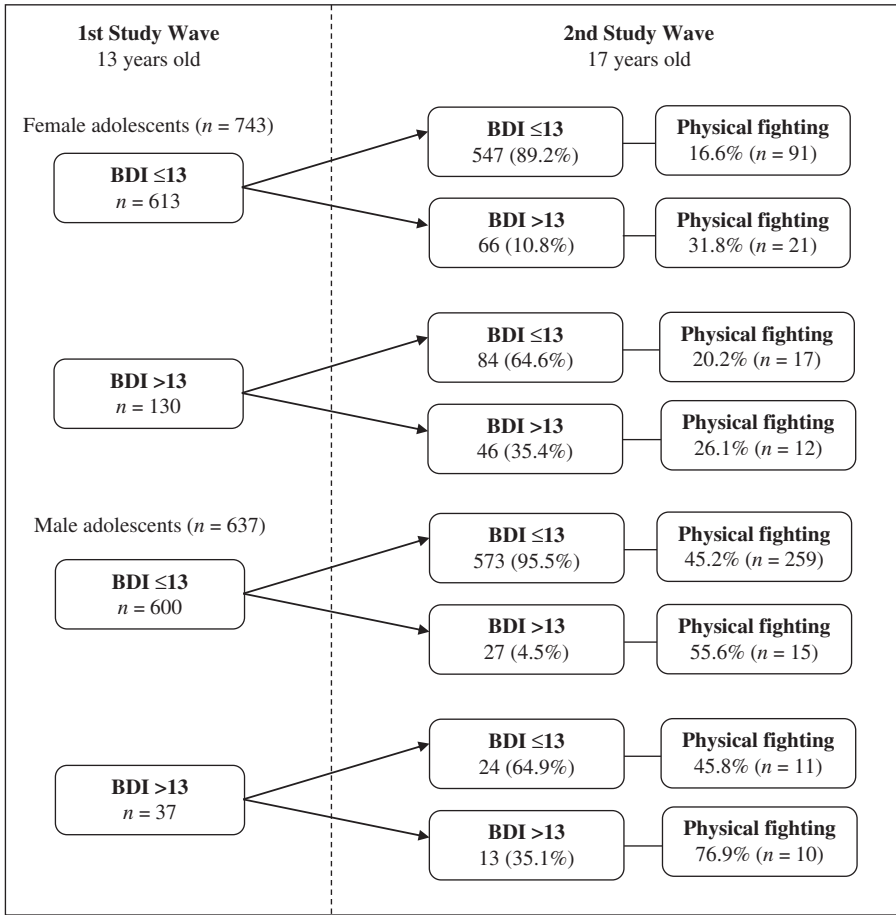 1st Study Wave
13 years old
2nd Study Wave
17 years old
Female adolescents (n = 743)
BDI ≤13
n = 613
BDI ≤13
547 (89.2%)
Physical fighting
16.6% (n = 91)
BDI >13
66 (10.8%)
Physical fighting
31.8% (n = 21)
BDI >13
n = 130
BDI ≤13
84 (64.6%)
Physical fighting
20.2% (n = 17)
BDI >13
46 (35.4%)
Physical fighting
26.1% (n = 12)
Male adolescents (n = 637)
BDI ≤13
n = 600
BDI ≤13
573 (95.5%)
Physical fighting
45.2% (n = 259)
BDI >13
27 (4.5%)
Physical fighting
55.6% (n = 15)
BDI >13
n = 37
BDI ≤13
24 (64.9%)
Physical fighting
45.8% (n = 11)
BDI >13
13 (35.1%)
Physical fighting
76.9% (n = 10)